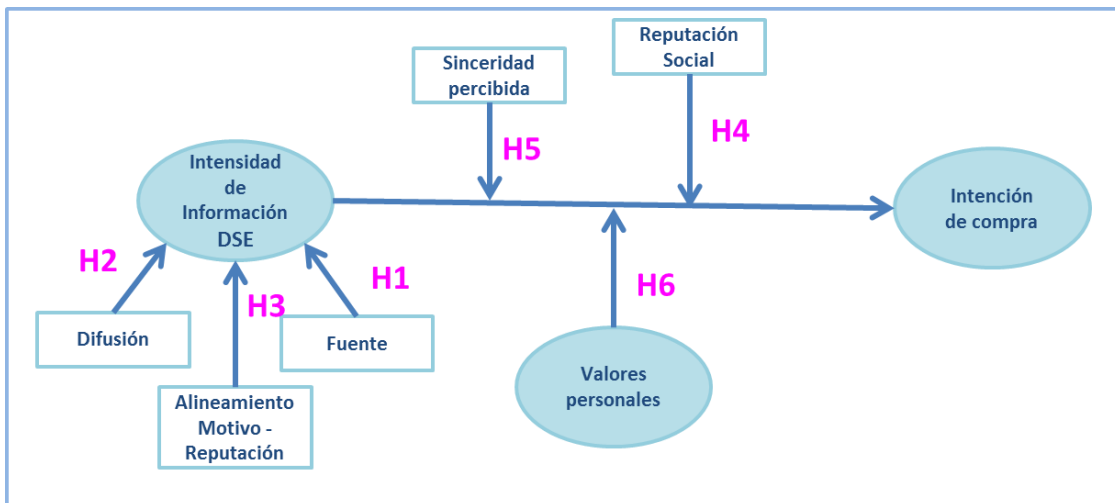 Reputación
Social
Sinceridad
percibida
H4
H5
Intensidad
de
Información
DSE
Intención
de compra
H2
H1
H3
H6
Difusión
Fuente
Valores
personales
Alineamiento
Motivo -
Reputación